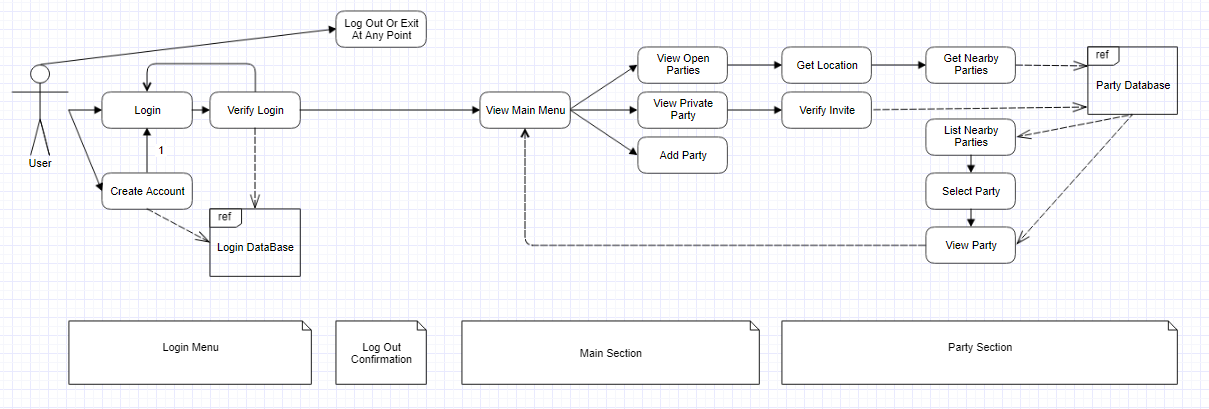 Log Out Or Exit
At Any Point
User
Login
Verify Login
1
Create Account
ref
Login DataBase
View Main Menu
View Open
Parties
View Private
Party
Add Party
Get Location
Verify Invite
Get Nearby
Parties
ref
Party Database
List Nearby
Parties
Select Party
View Party
Login Menu
Log Out
Confirmation
Main Section
Party Section